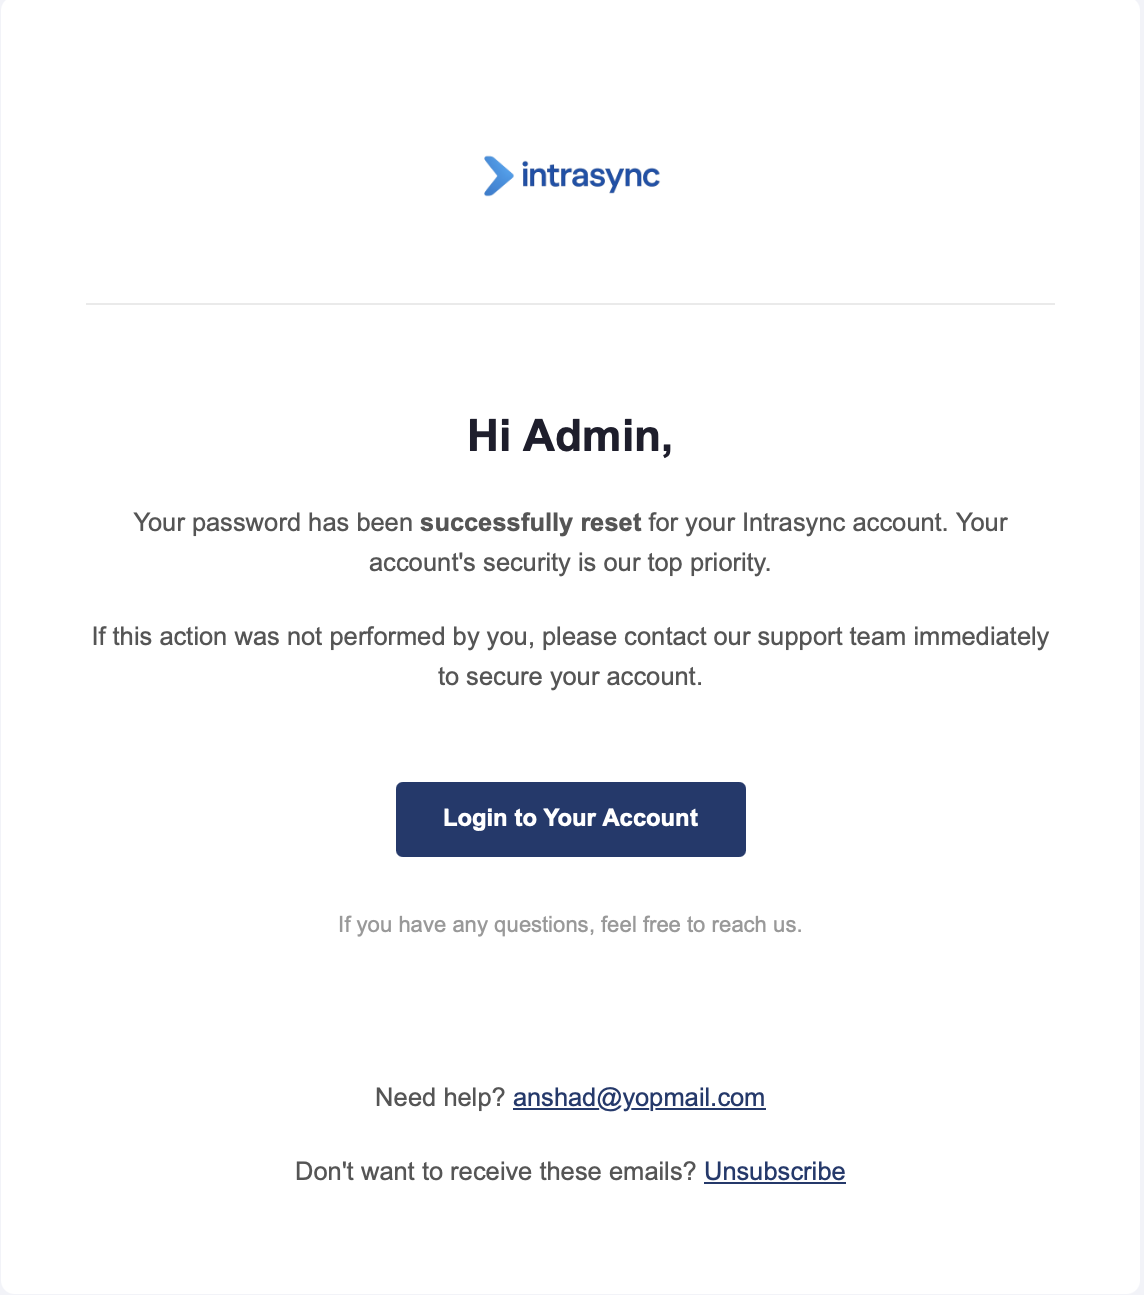 intrasync
Hi Admin,
Your password has been successfully reset for your Intrasync account. Your
account's security is our top priority.
If this action was not performed by you, please contact our support team immediately
to secure your account.
Login to Your Account
If you have any questions, feel free to reach us.
Need help? anshad@yopmail.com
Don't want to receive these emails? Unsubscribe